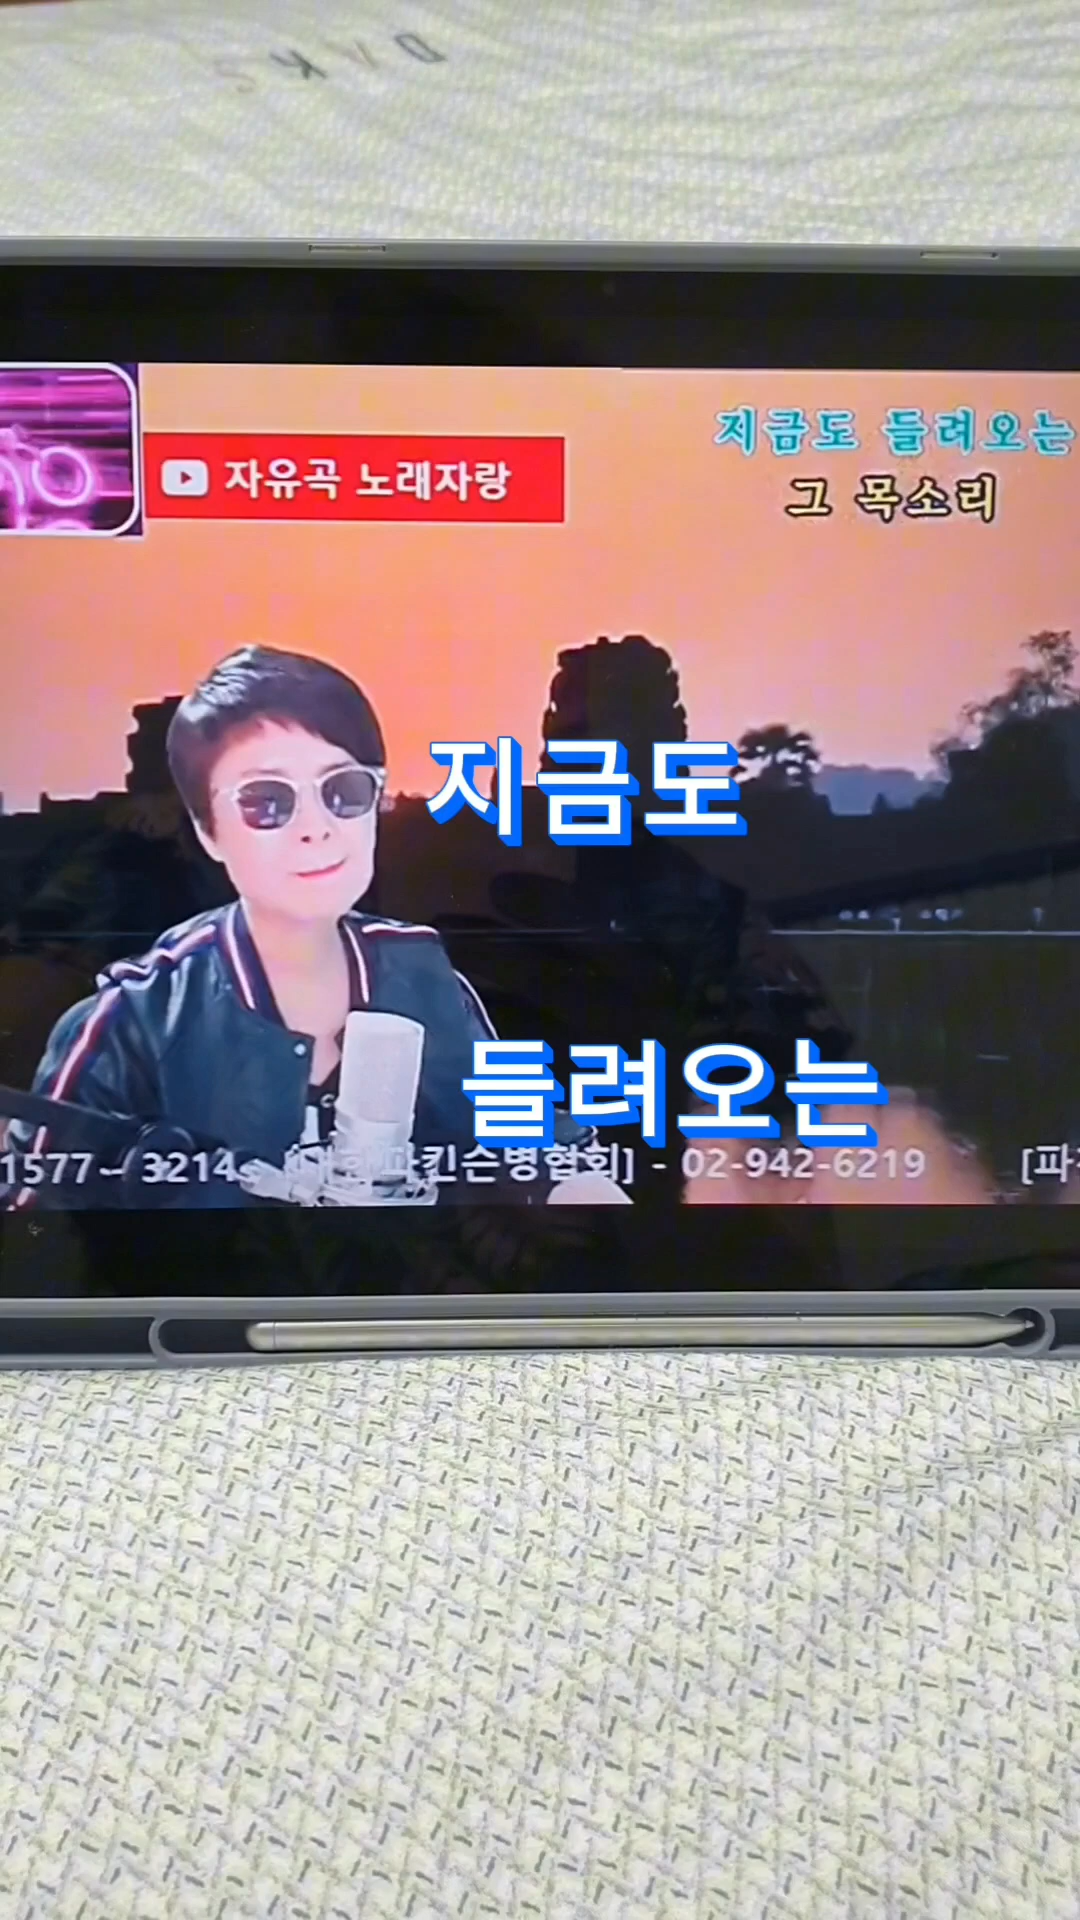 자유곡 노래자랑
지금도 들려오는
그 목소리
지금도
들려오는
1577 - 3214 파킨슨병협회] - 02-942-6219 [파